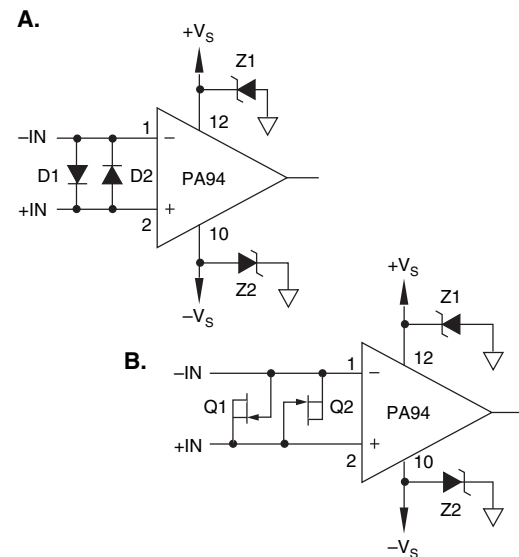 A.
+VS
Z1
12
–IN
1
–
D1
D2
PA94
+IN
2
+
10
Z2
–VS
B.
+VS
Z1
12
–IN
1
–
Q1
Q2
PA94
+IN
2
+
10
Z2
–VS